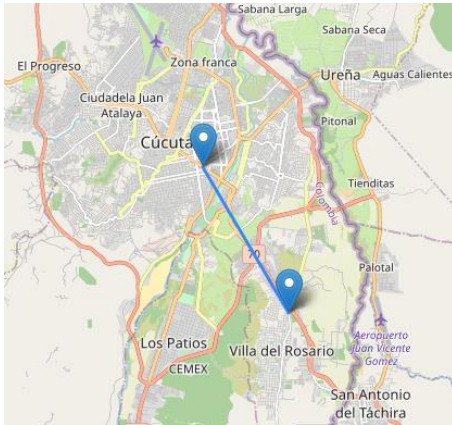 Sabana Larga
Sabana Seca
Zona franca
El Progreso
Ureña
Aguas Calientes
Ciudadela Juan
Atalaya
Pitonal
Cúcuta
Tienditas
Colombia
70
Palotal
Los Patios
Villa del Rosario
Aeropuerto
Juan Vicente
Gomez
CEMEX
San Antonio
del Táchira